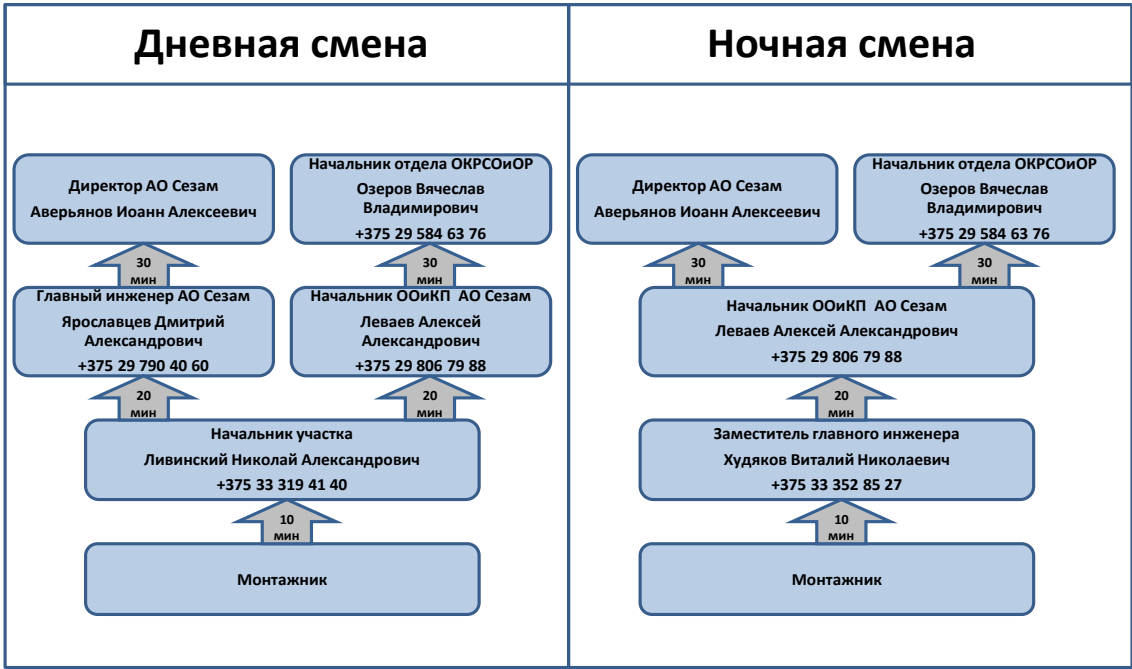 Дневная смена
Директор АО Сезам
Аверьянов Иоанн Алексеевич
Начальник отдела ОКРСОиОР
Озеров Вячеслав
Владимирович
+375 29 584 63 76
30
мин
30
мин
Главный инженер АО Сезам
Ярославцев Дмитрий
Александрович
+375 29 790 40 60
Начальник ООиКП АО Сезам
Леваев Алексей
Александрович
+375 29 806 79 88
20
мин
20
мин
Начальник участка
Ливинский Николай Александрович
+375 33 319 41 40
10
мин
Монтажник
Ночная смена
Директор АО Сезам
Аверьянов Иоанн Алексеевич
Начальник отдела ОКРСОиОР
Озеров Вячеслав
Владимирович
+375 29 584 63 76
30
мин
30
мин
Начальник ООиКП АО Сезам
Леваев Алексей Александрович
+375 29 806 79 88
20
мин
Заместитель главного инженера
Худяков Виталий Николаевич
+375 33 352 85 27
10
мин
Монтажник